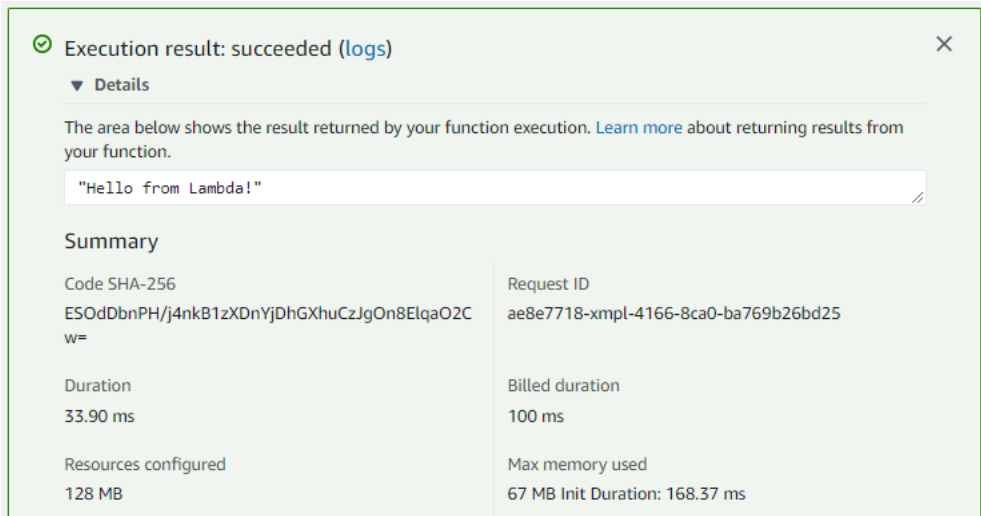 Execution result: succeeded (logs)
Details
The area below shows the result returned by your function execution. Learn more about returning results from
your function.
"Hello from Lambda!"
Summary
Code SHA-256
ESOdDbnPH/j4nkB1zXDnYjDhGXhuCzJgOn8ElqaO2C
w=
Request ID
ae8e7718-xmpl-4166-8ca0-ba769b26bd25
Duration
33.90 ms
Billed duration
100 ms
Resources configured
128 MB
Max memory used
67 MB Init Duration: 168.37 ms